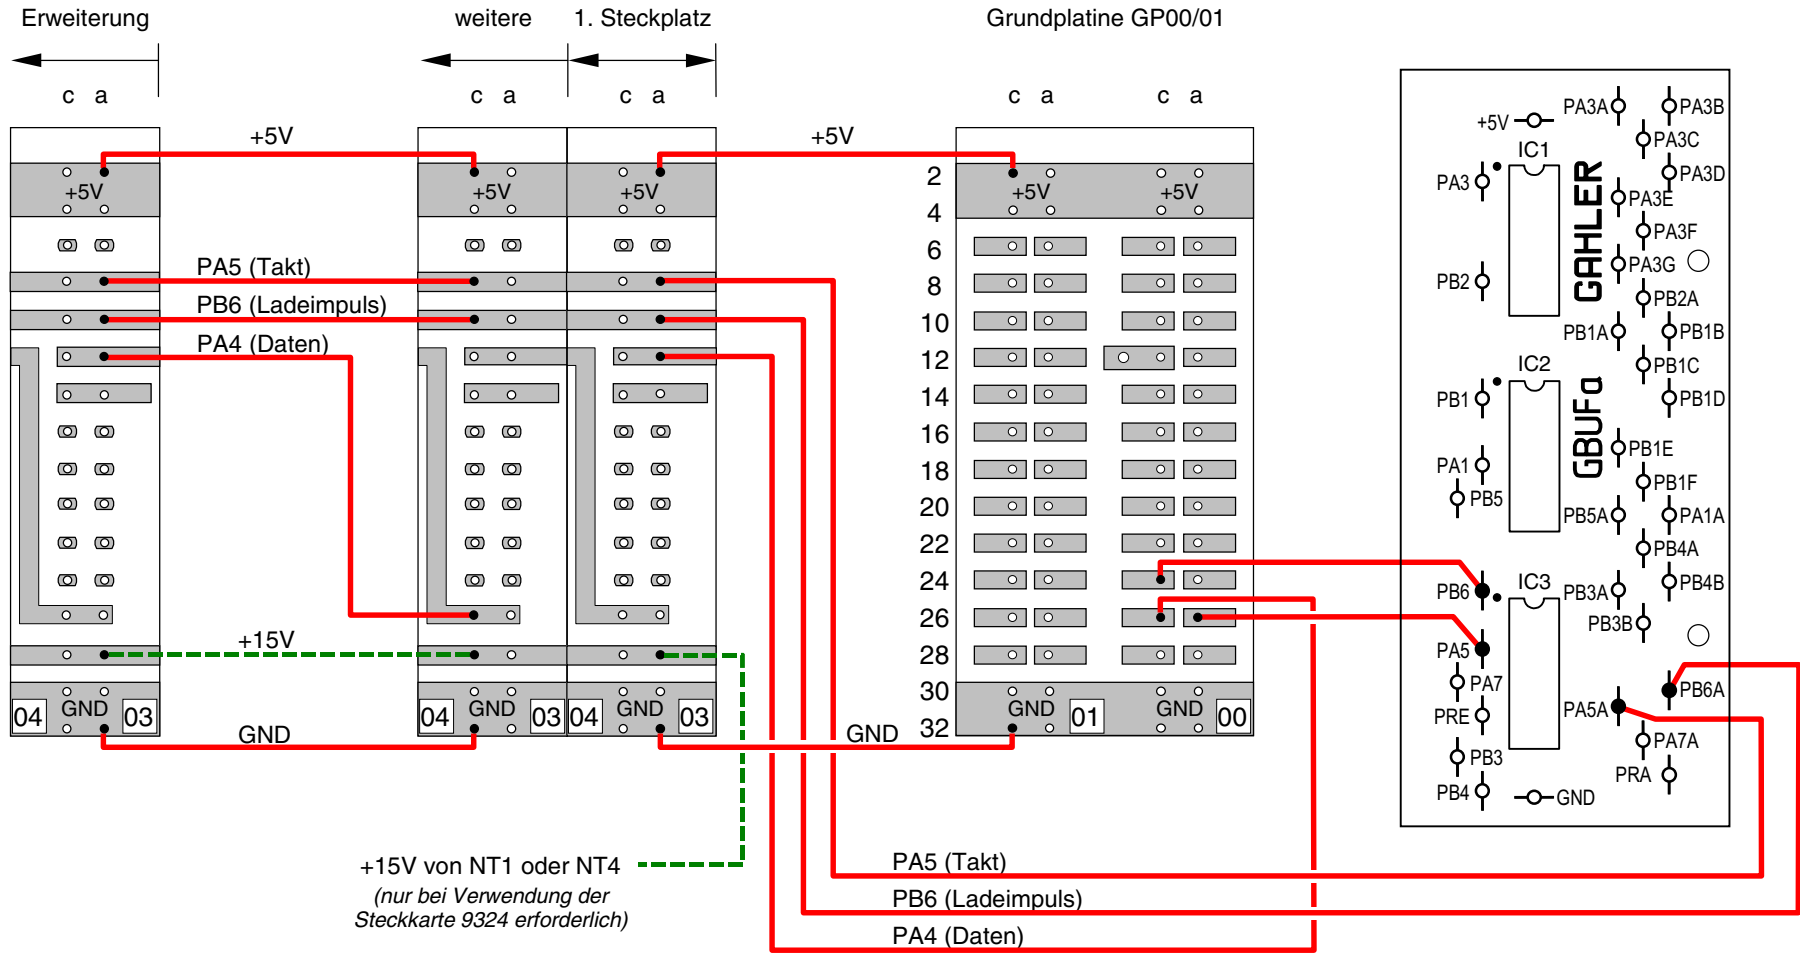 Erweiterung
weitere
1. Steckplatz
Grundplatine GP00/01
c a
c a
c a
c a
c a
+5V
+5V
+5V
+5V
+5V
+5V
+5V
2
4
6
8
10
12
14
16
18
20
22
24
26
28
30
32
PA5 (Takt)
PB6 (Ladeimpuls)
PA4 (Daten)
+15V
04 GND 03
04 GND 03
04 GND 03
GND 01
GND 00
GND
GND
+15V von NT1 oder NT4
(nur bei Verwendung der
Steckkarte 9324 erforderlich)
PA5 (Takt)
PB6 (Ladeimpuls)
PA4 (Daten)
+5V
IC1
PA3
PB2
IC2
PB1
PA1
PB5
IC3
PB6
PA5
PA7
PRE
PB3
PB4
GND
GAHLER
GBUFa
PA3A
PA3B
PA3C
PA3D
PA3E
PA3F
PA3G
PB2A
PB1A
PB1B
PB1C
PB1D
PB1E
PB1F
PB5A
PA1A
PB4A
PB4B
PB3A
PB3B
PB6A
PA5A
PA7A
PRA